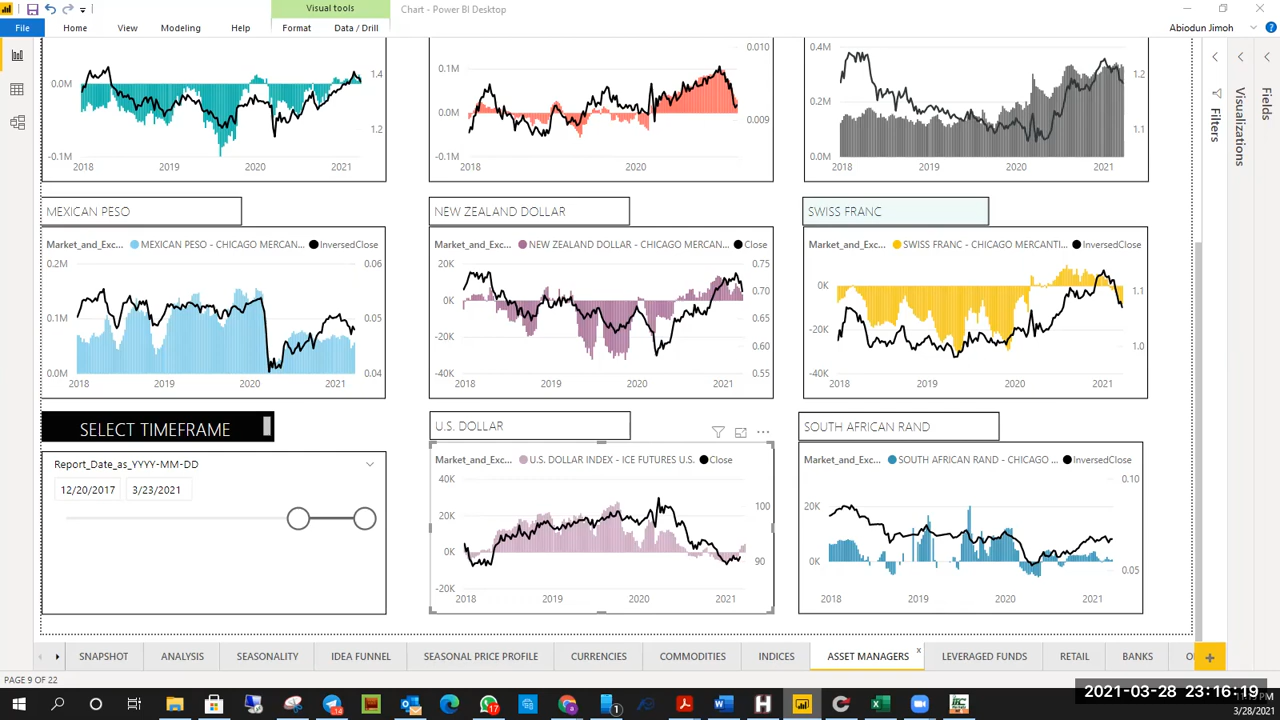 Visual tools
Chart - Power BI Desktop
File
Home
View
Modeling
Help
Format
Data / Drill
Abiodun Jimoh
0.0M
-0.1M
1.4
1.2
2018
2019
2020
2021
0.1M
0.0M
-0.1M
0.010
0.009
2018
2020
0.4M
0.2M
0.0M
1.2
1.1
2018
2019
2020
2021
Filters
Visualizations
Fields
MEXICAN PESO
Market_and_Exc...
MEXICAN PESO - CHICAGO MERCAN...
InversedClose
0.2M
0.1M
0.0M
0.06
0.05
0.04
2018
2019
2020
2021
NEW ZEALAND DOLLAR
Market_and_Exc...
NEW ZEALAND DOLLAR - CHICAGO MERCAN...
Close
20K
0K
-20K
-40K
0.75
0.70
0.65
0.60
0.55
2018
2019
2020
2021
SWISS FRANC
Market_and_Exc...
SWISS FRANC - CHICAGO MERCANTI...
InversedClose
0K
-20K
-40K
1.1
1.0
2018
2019
2020
2021
SELECT TIMEFRAME
Report_Date_as_YYYY-MM-DD
12/20/2017
3/23/2021
U.S. DOLLAR
Market_and_Exc...
U.S. DOLLAR INDEX - ICE FUTURES U.S.
Close
40K
20K
0K
-20K
100
90
2018
2019
2020
2021
SOUTH AFRICAN RAND
Market_and_Exc...
SOUTH AFRICAN RAND - CHICAGO ...
InversedClose
20K
0K
0.10
0.05
2018
2019
2020
2021
SNAPSHOT
ANALYSIS
SEASONALITY
IDEA FUNNEL
SEASONAL PRICE PROFILE
CURRENCIES
COMMODITIES
INDICES
ASSET MANAGERS
LEVERAGED FUNDS
RETAIL
BANKS
PAGE 9 OF 22
17
1
2021-03-28 23:16:19
3/28/2021